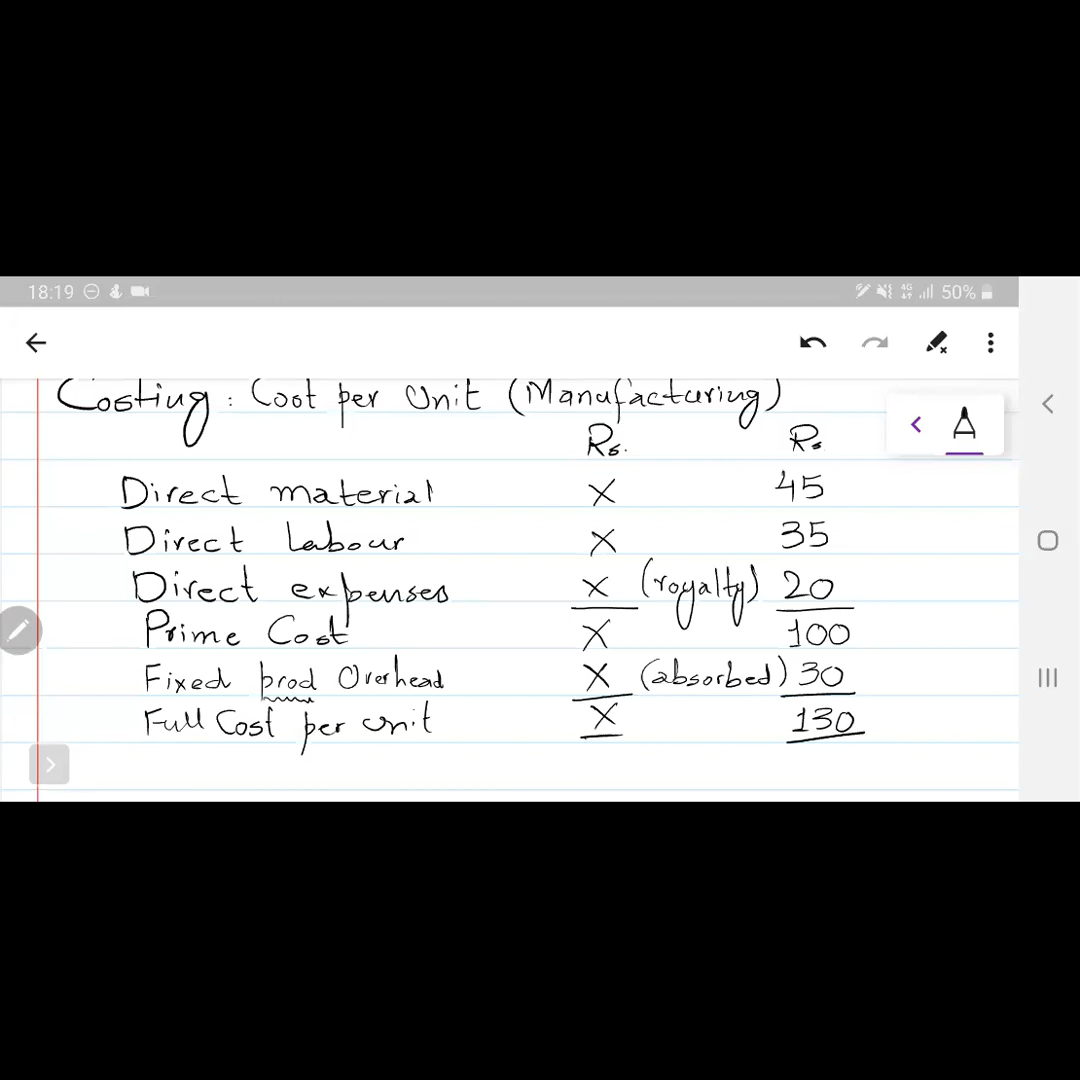 18:19 4G 50%
Costing : Cost per Unit (Manufacturing)
Rs. Rs
Direct material X 45
Direct Labour X 35
Direct expenses X (royalty) 20
Prime Cost X 100
Fixed prod Overhead X (absorbed) 30
Full Cost per unit X 130